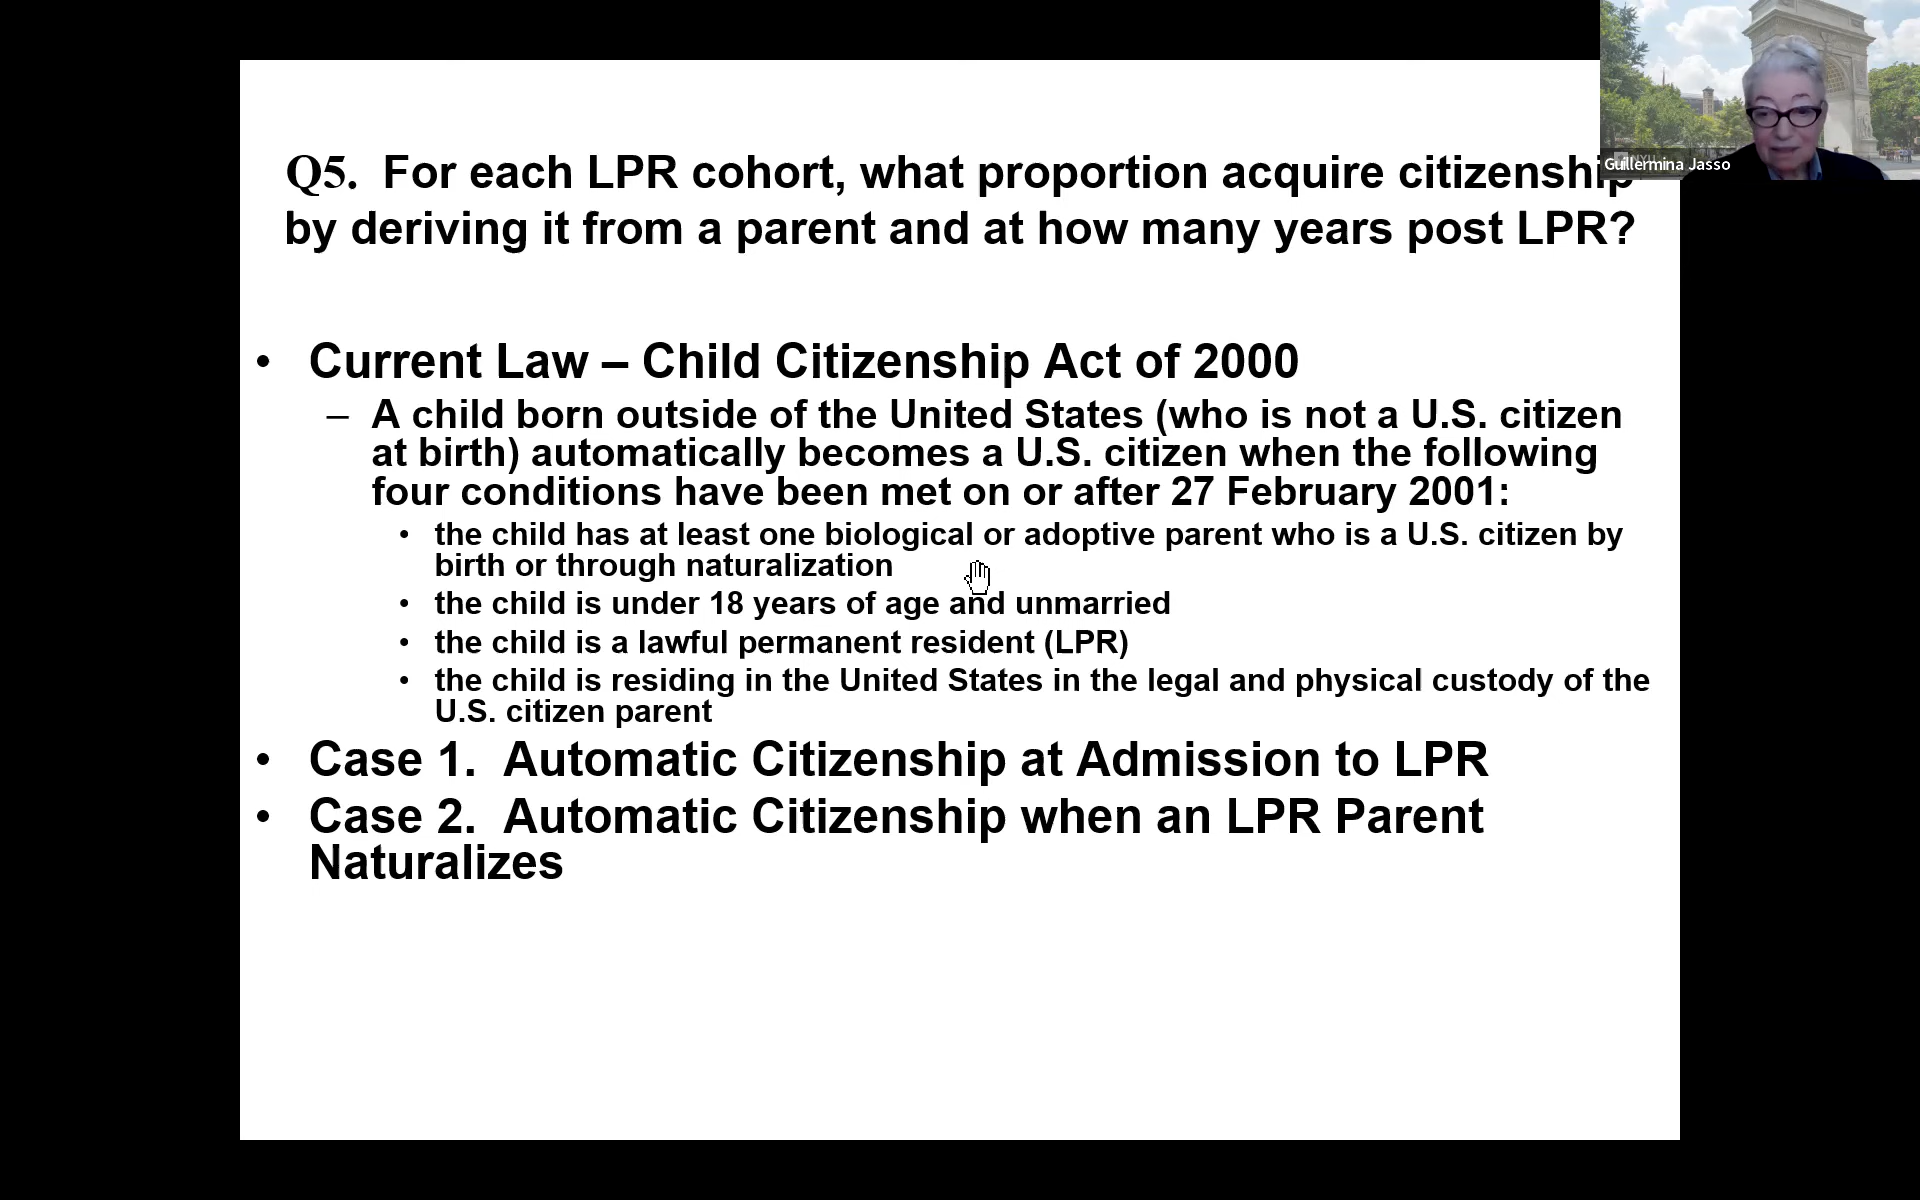 Q5. For each LPR cohort, what proportion acquire citizenship
by deriving it from a parent and at how many years post LPR?
• Current Law – Child Citizenship Act of 2000
– A child born outside of the United States (who is not a U.S. citizen
at birth) automatically becomes a U.S. citizen when the following
four conditions have been met on or after 27 February 2001:
• the child has at least one biological or adoptive parent who is a U.S. citizen by
birth or through naturalization
• the child is under 18 years of age and unmarried
• the child is a lawful permanent resident (LPR)
• the child is residing in the United States in the legal and physical custody of the
U.S. citizen parent
• Case 1. Automatic Citizenship at Admission to LPR
• Case 2. Automatic Citizenship when an LPR Parent
Naturalizes
Guillermina Jasso